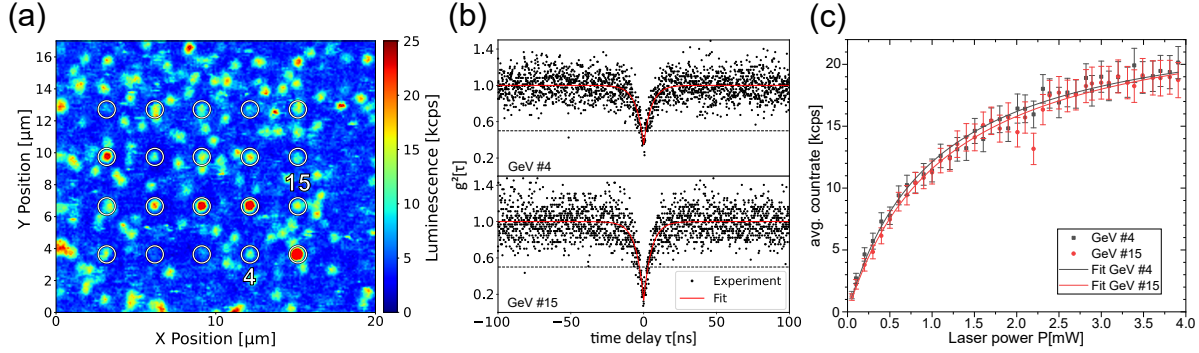 (a)
17
16
14
12
10
8
6
4
2
0
0
5
10
15
20
X Position [μm]
Y Position [μm]
15
4
25
20
15
10
5
0
Luminescence [kcps]
(b)
1.4
1.0
0.6
0.2
GeV #4
1.4
1.0
0.6
0.2
GeV #15
Experiment
Fit
g²[τ]
−100
−50
0
50
100
time delay τ[ns]
(c)
20
15
10
5
0
avg. countrate [kcps]
0.0
0.5
1.0
1.5
2.0
2.5
3.0
3.5
4.0
Laser power P[mW]
GeV #4
GeV #15
Fit GeV #4
Fit GeV #15